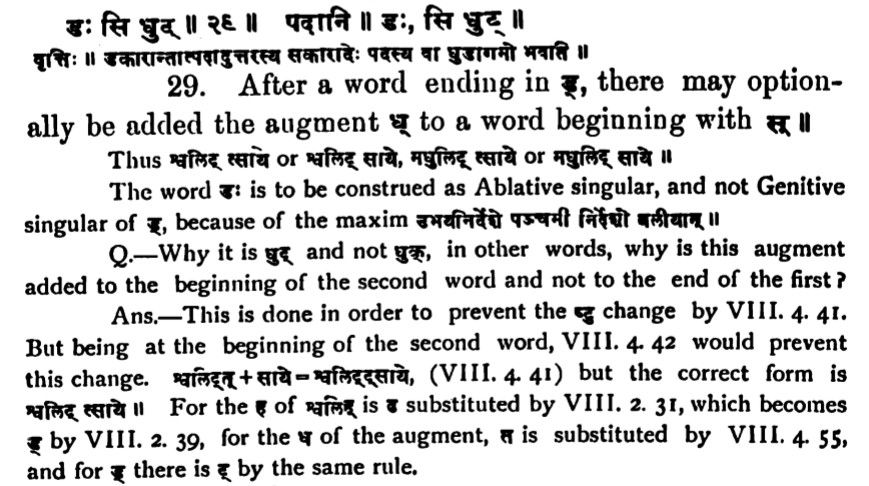 डः सि धुट् ॥ २९ ॥ पदानि ॥ डः, सि धुट् ॥
वृत्तिः ॥ डकारान्तात्पदादुत्तरस्य सकारादेः पदस्य वा धुडागमो भवति ॥
29. After a word ending in ड्, there may option-
ally be added the augment ध् to a word beginning with स् ॥
Thus श्वलिट् त्साये or श्वलिट् साये, मधुलिट् त्साये or मधुलिट् साये ॥
The word डः is to be construed as Ablative singular, and not Genitive
singular of ड्, because of the maxim उभयनिर्देशे पञ्चमी निर्देशो बलीयान् ॥
Q.—Why it is धुट् and not धुक्, in other words, why is this augment
added to the beginning of the second word and not to the end of the first?
Ans.—This is done in order to prevent the ष्टु change by VIII. 4. 41.
But being at the beginning of the second word, VIII. 4. 42 would prevent
this change. श्वलिट्त् + साये = श्वलिट्ट्साये, (VIII. 4. 41) but the correct form is
श्वलिट् त्साये ॥ For the ह of श्वलिह् is ढ substituted by VIII. 2. 31, which becomes
ड् by VIII. 2. 39, for the ध of the augment, त is substituted by VIII. 4. 55,
and for ड् there is ट् by the same rule.